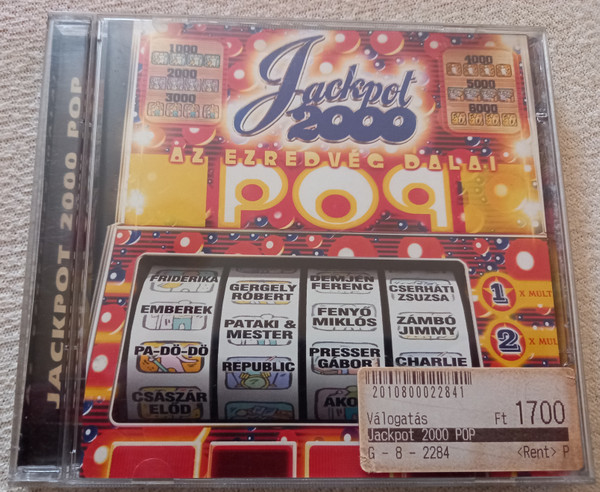 JACKPOT 2000 POP
1000
2000
3000
4000
5000
6000
Jackpot
2000
AZ EZREDVÉG DALAI
POP
FRIDERIKA
EMBEREK
PA-DÖ-DŐ
CSÁSZÁR
ELŐD
GERGELY
RÓBERT
PATAKI &
MESTER
REPUBLIC
DEMJÉN
FERENC
FENYŐ
MIKLÓS
PRESSER
GÁBOR
ÁKOS
CSERHÁTI
ZSUZSA
ZÁMBÓ
JIMMY
CHARLIE
1 X MULT
2 X MUL
2010800022841
Válogatás Ft 1700
Jackpot 2000 POP
G - 8 - 2284 <Rent> P